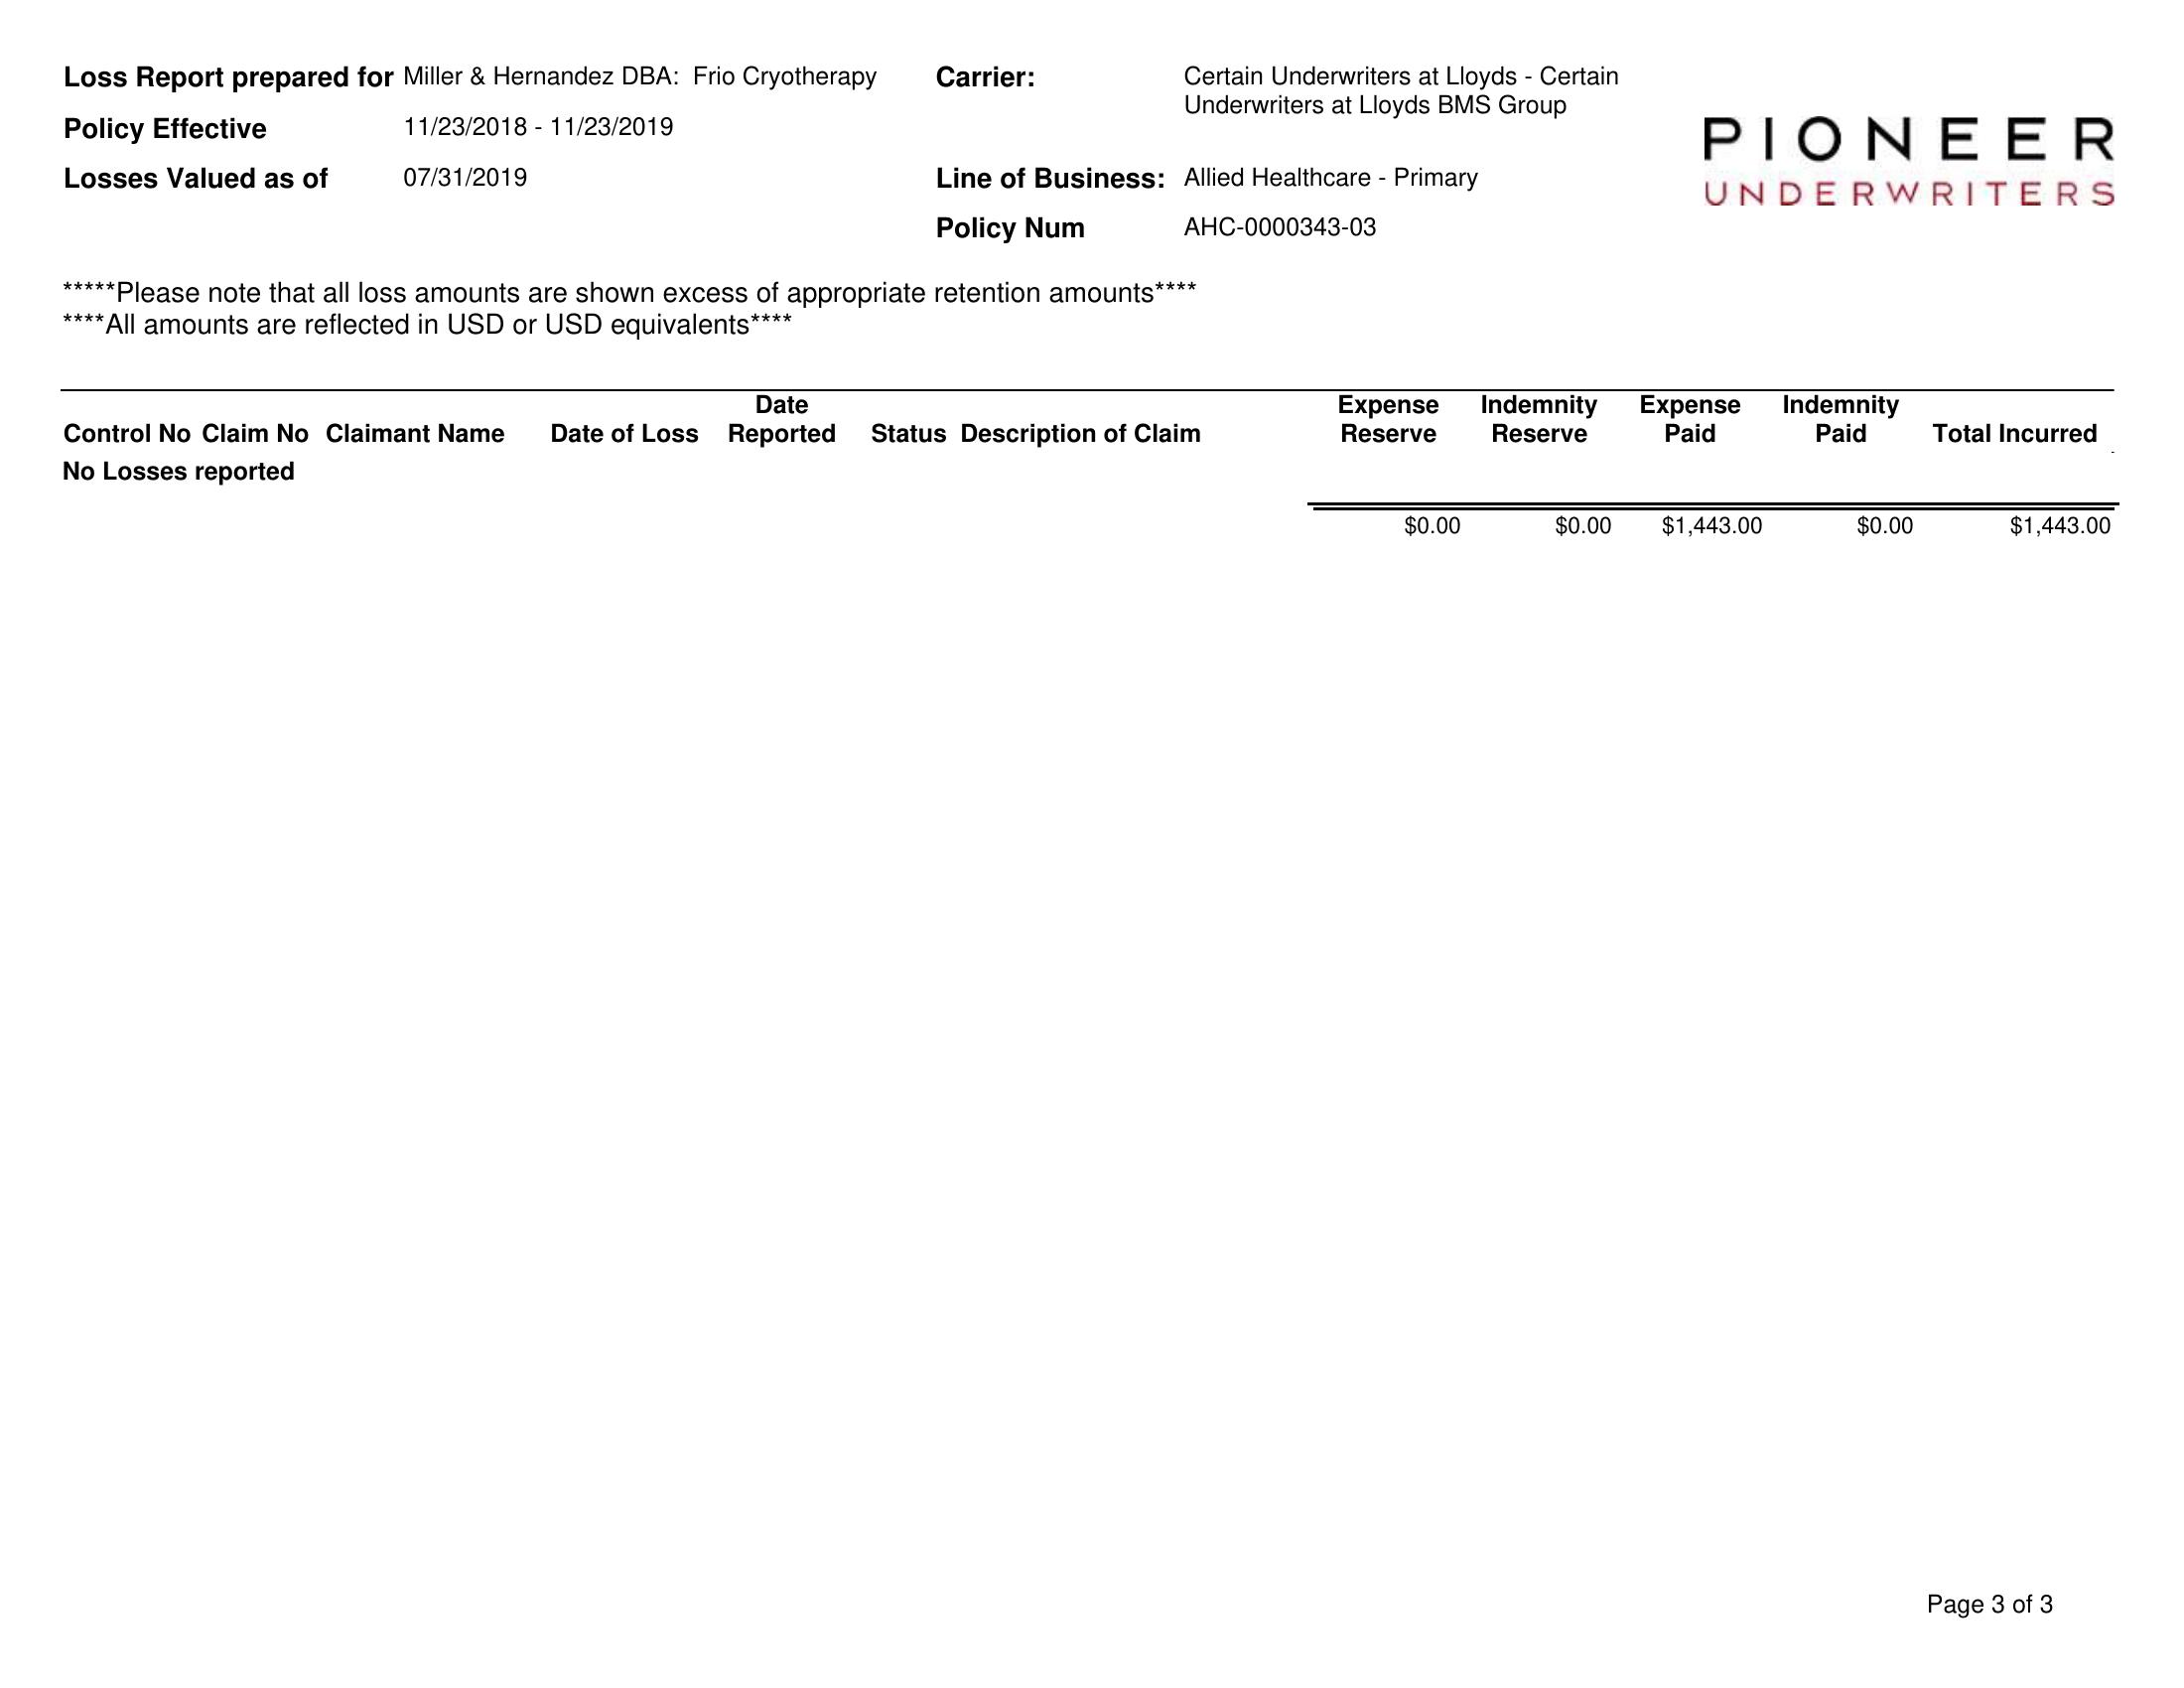 Loss Report prepared for Miller & Hernandez DBA:  Frio Cryotherapy
Policy Effective 11/23/2018 - 11/23/2019
Losses Valued as of 07/31/2019
Carrier: Certain Underwriters at Lloyds - Certain
Underwriters at Lloyds BMS Group
Line of Business: Allied Healthcare - Primary
Policy Num AHC-0000343-03
PIONEER
UNDERWRITERS
*****Please note that all loss amounts are shown excess of appropriate retention amounts****
****All amounts are reflected in USD or USD equivalents****
Date Expense Indemnity Expense Indemnity
Control No Claim No Claimant Name Date of Loss Reported Status Description of Claim Reserve Reserve Paid Paid Total Incurred
No Losses reported
$0.00 $0.00 $1,443.00 $0.00 $1,443.00
Page 3 of 3